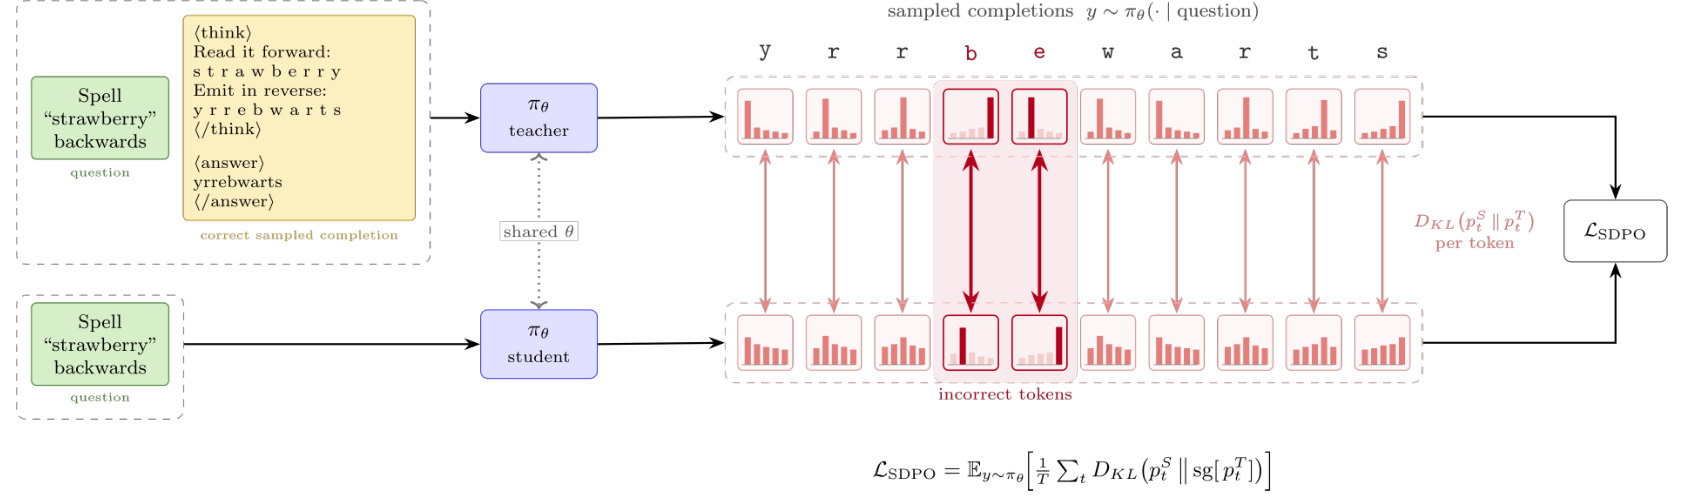 sampled completions y ∼ π_θ(· | question)
y r r b e w a r t s
Spell
“strawberry”
backwards
question
⟨think⟩
Read it forward:
s t r a w b e r r y
Emit in reverse:
y r r e b w a r t s
⟨/think⟩
⟨answer⟩
yrrebwarts
⟨/answer⟩
correct sampled completion
π_θ
teacher
shared θ
D_KL(p_t^S ∥ p_t^T)
per token
ℒ_SDPO
Spell
“strawberry”
backwards
question
π_θ
student
incorrect tokens
ℒ_SDPO = 𝔼_{y∼π_θ}[1/T ∑_t D_KL(p_t^S ∥ sg[p_t^T])]